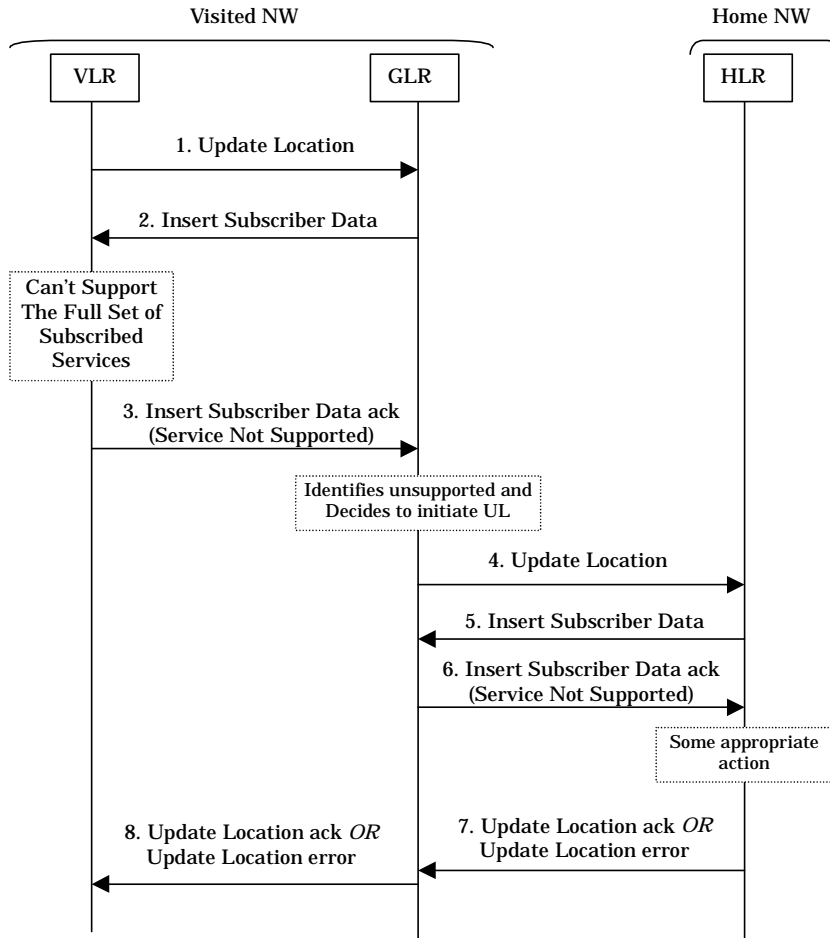 Visited NW
Home NW
VLR
GLR
HLR
1. Update Location
2. Insert Subscriber Data
Can't Support
The Full Set of
Subscribed
Services
3. Insert Subscriber Data ack
(Service Not Supported)
Identifies unsupported and
Decides to initiate UL
4. Update Location
5. Insert Subscriber Data
6. Insert Subscriber Data ack
(Service Not Supported)
Some appropriate
action
7. Update Location ack OR
Update Location error
8. Update Location ack OR
Update Location error